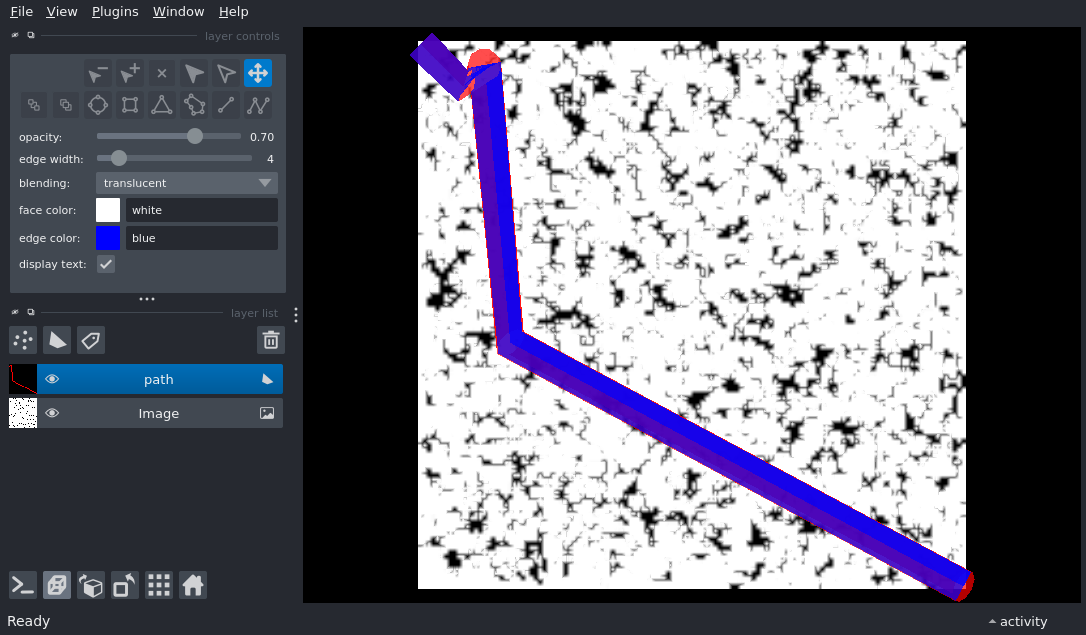 File View Plugins Window Help
layer controls
opacity: 0.70
edge width: 4
blending: translucent
face color: white
edge color: blue
display text:
layer list
path
Image
Ready
activity